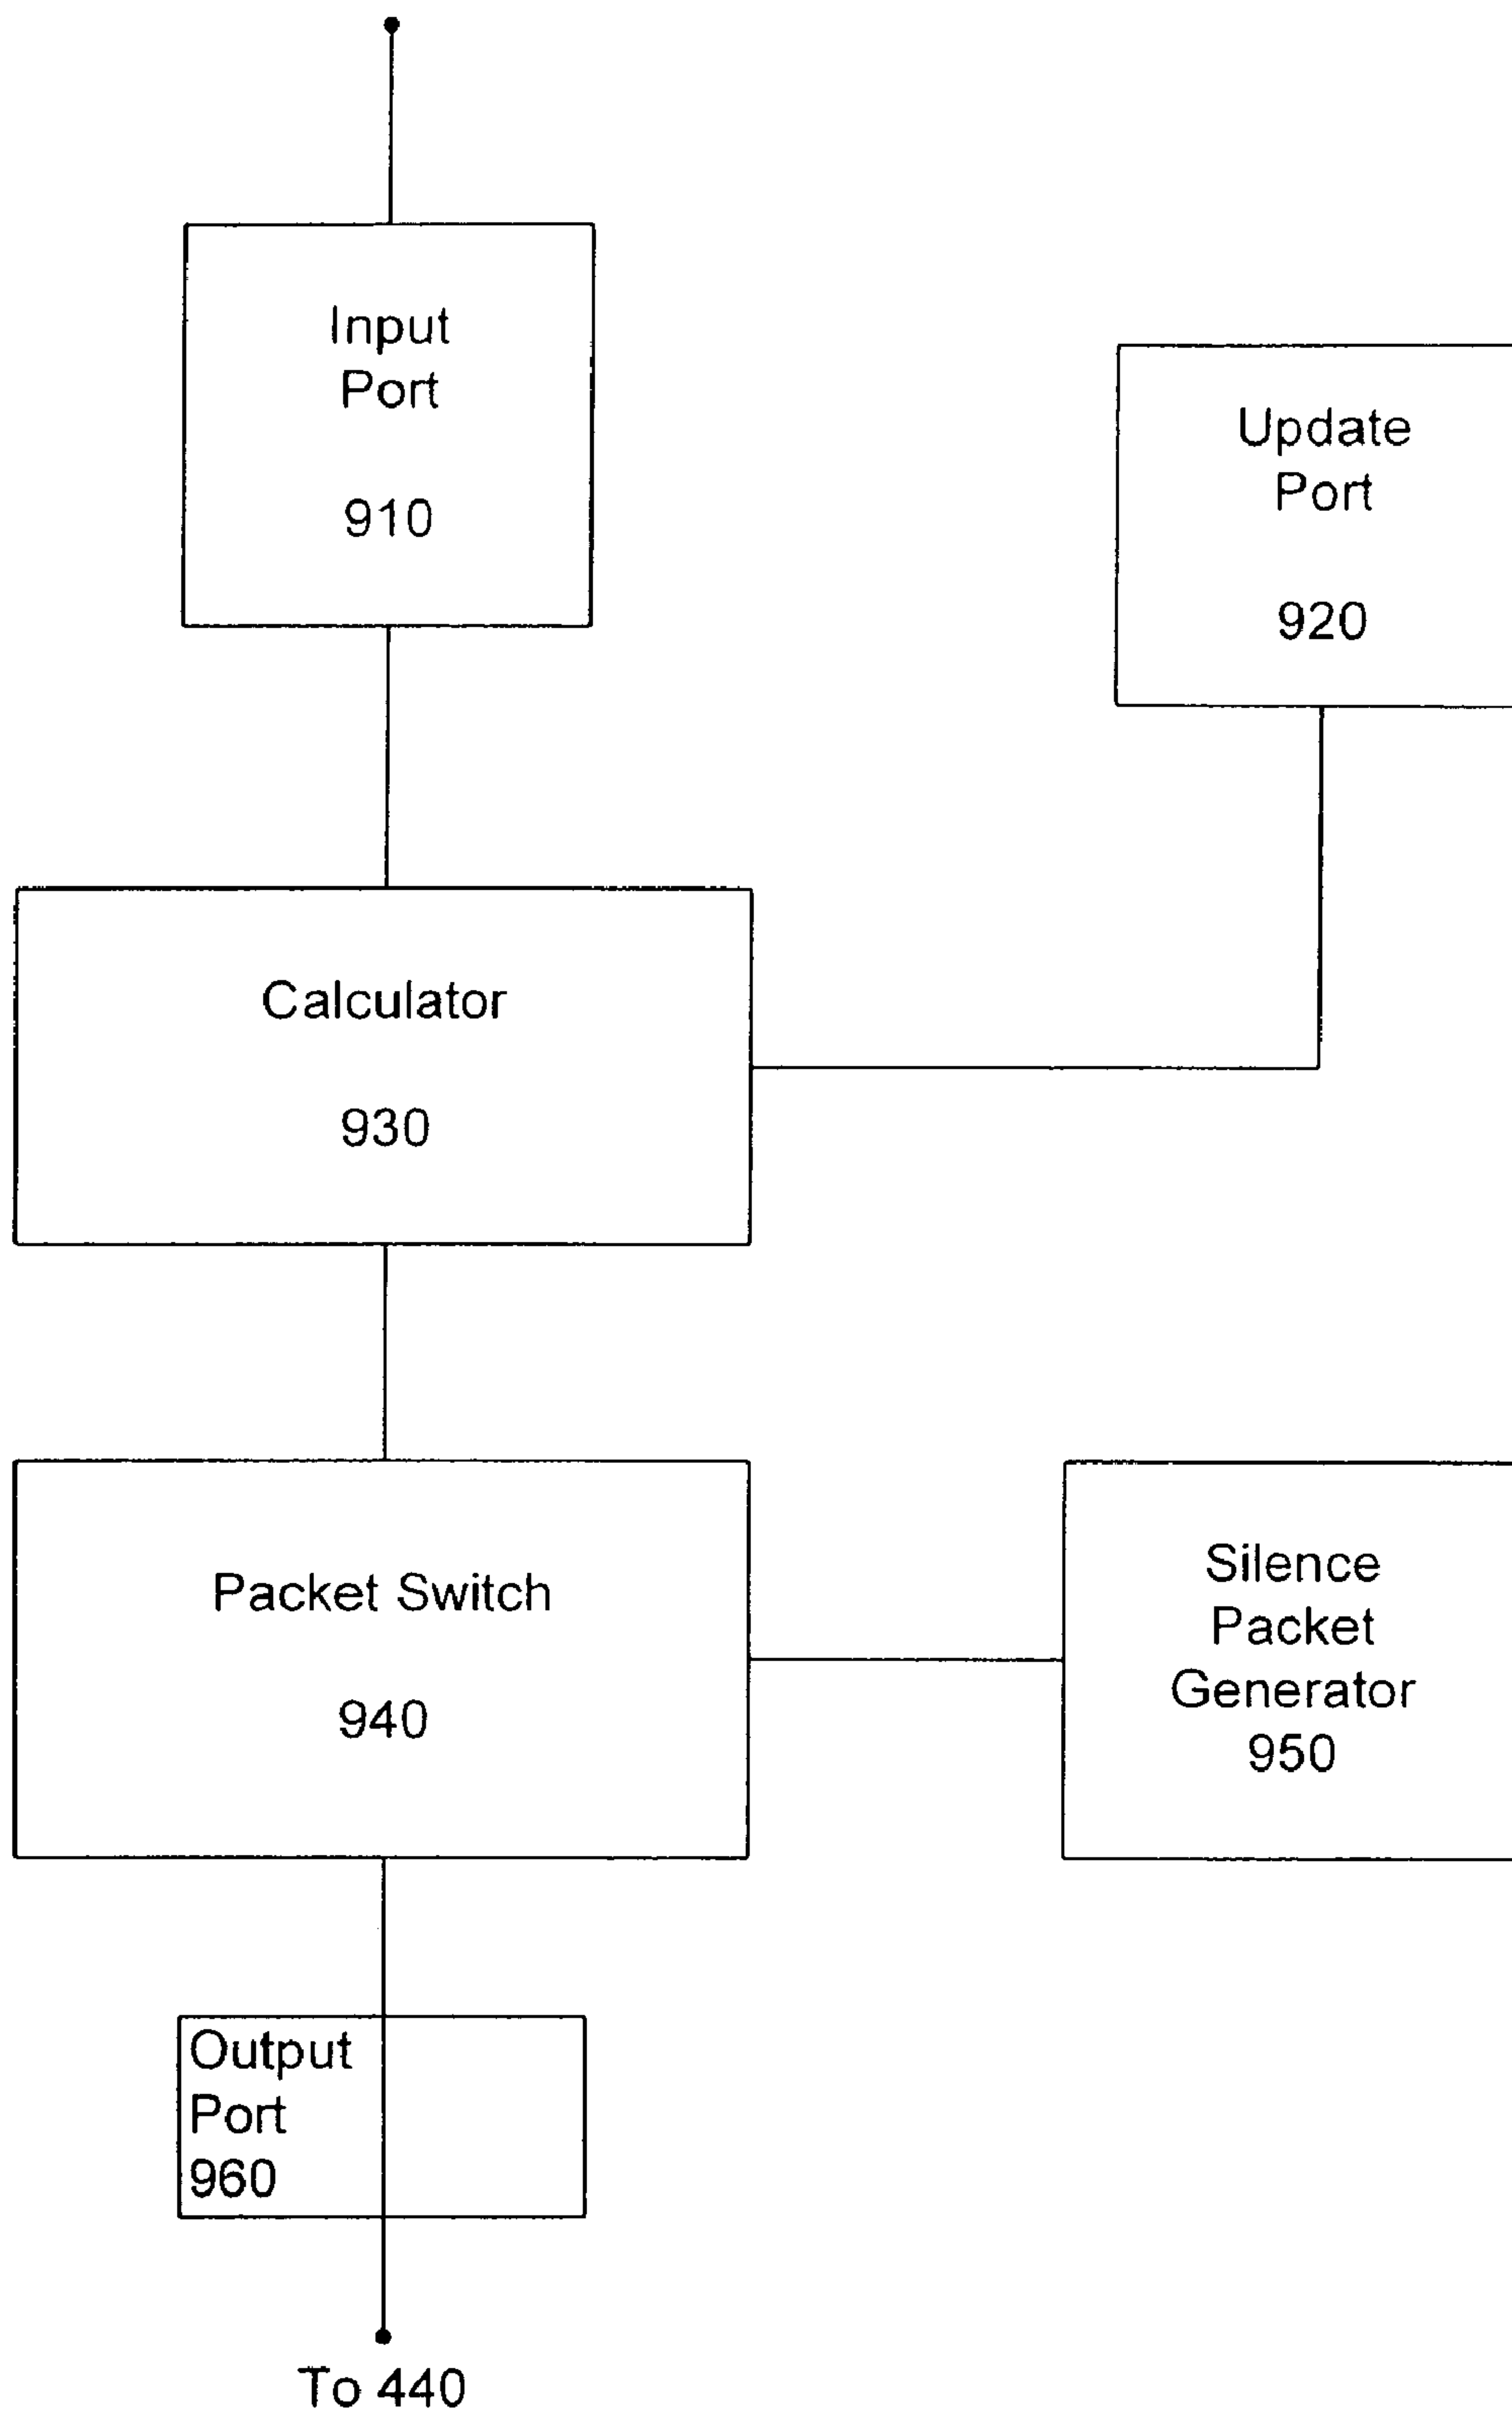 Input
Port
910
Update
Port
920
Calculator
930
Packet Switch
940
Silence
Packet
Generator
950
Output
Port
960
To 440